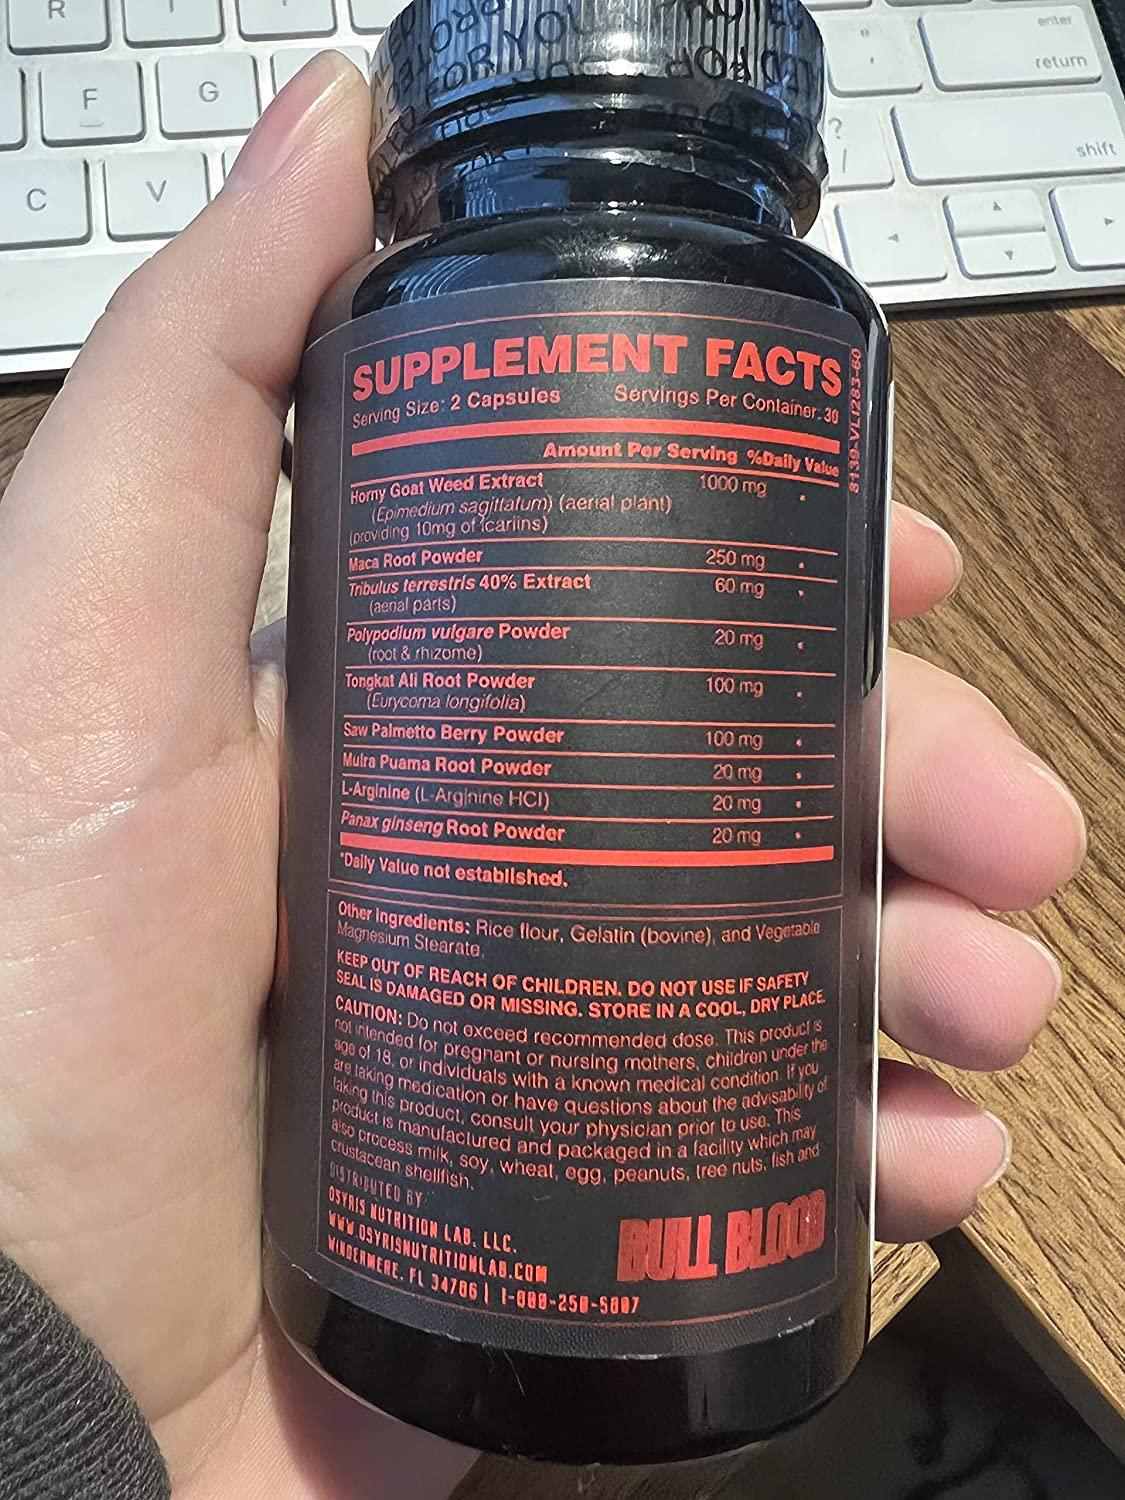 enter
return
R
T
F
G
?
/
shift
C
V
SUPPLEMENT FACTS
Serving Size: 2 Capsules Servings Per Container: 30
Amount Per Serving %Daily Value
Horny Goat Weed Extract 1000 mg *
(Epimedium sagittatum) (aerial plant)
(providing 10mg of Icariins)
Maca Root Powder 250 mg *
Tribulus terrestris 40% Extract 60 mg *
(aerial parts)
Polypodium vulgare Powder 20 mg *
(root & rhizome)
Tongkat Ali Root Powder 100 mg *
(Eurycoma longifolia)
Saw Palmetto Berry Powder 100 mg *
Muira Puama Root Powder 20 mg *
L-Arginine (L-Arginine HCl) 20 mg *
Panax ginseng Root Powder 20 mg *
*Daily Value not established.
Other Ingredients: Rice flour, Gelatin (bovine), and Vegetable
Magnesium Stearate.
KEEP OUT OF REACH OF CHILDREN. DO NOT USE IF SAFETY
SEAL IS DAMAGED OR MISSING. STORE IN A COOL, DRY PLACE.
CAUTION: Do not exceed recommended dose. This product is
not intended for pregnant or nursing mothers, children under the
age of 18, or individuals with a known medical condition. If you
are taking medication or have questions about the advisability of
taking this product, consult your physician prior to use. This
product is manufactured and packaged in a facility which may
also process milk, soy, wheat, egg, peanuts, tree nuts, fish and
crustacean shellfish.
DISTRIBUTED BY:
OSYRIS NUTRITION LAB, LLC.
WWW.OSYRISNUTRITIONLAB.COM
WINDERMERE, FL 34786 |
BULL BLOOD
8139-VLI283-60